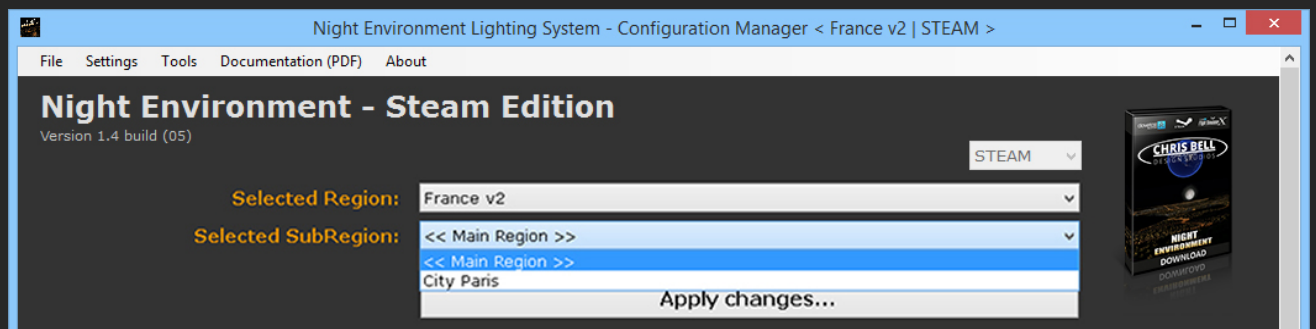 Night Environment Lighting System - Configuration Manager < France v2 | STEAM >
File Settings Tools Documentation (PDF) About
Night Environment - Steam Edition
Version 1.4 build (05)
STEAM
CHRIS BELL
DESIGN STUDIOS
NIGHT
ENVIRONMENT
DOWNLOAD
Selected Region: France v2
Selected SubRegion: << Main Region >>
<< Main Region >>
City Paris
Apply changes...